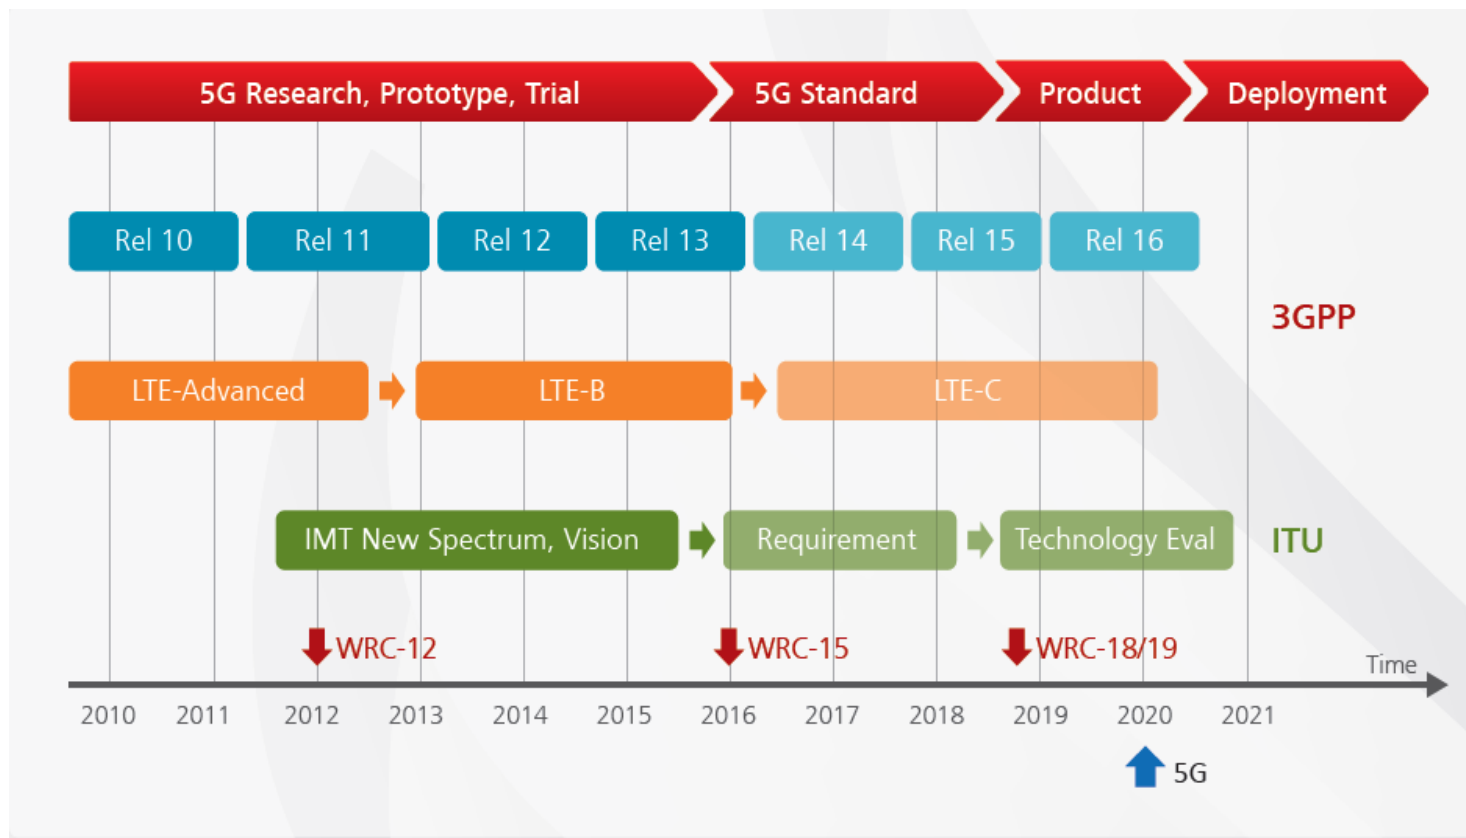 5G Research, Prototype, Trial
5G Standard
Product
Deployment
Rel 10
Rel 11
Rel 12
Rel 13
Rel 14
Rel 15
Rel 16
3GPP
LTE-Advanced
LTE-B
LTE-C
IMT New Spectrum, Vision
Requirement
Technology Eval
ITU
WRC-12
WRC-15
WRC-18/19
Time
2010
2011
2012
2013
2014
2015
2016
2017
2018
2019
2020
2021
5G